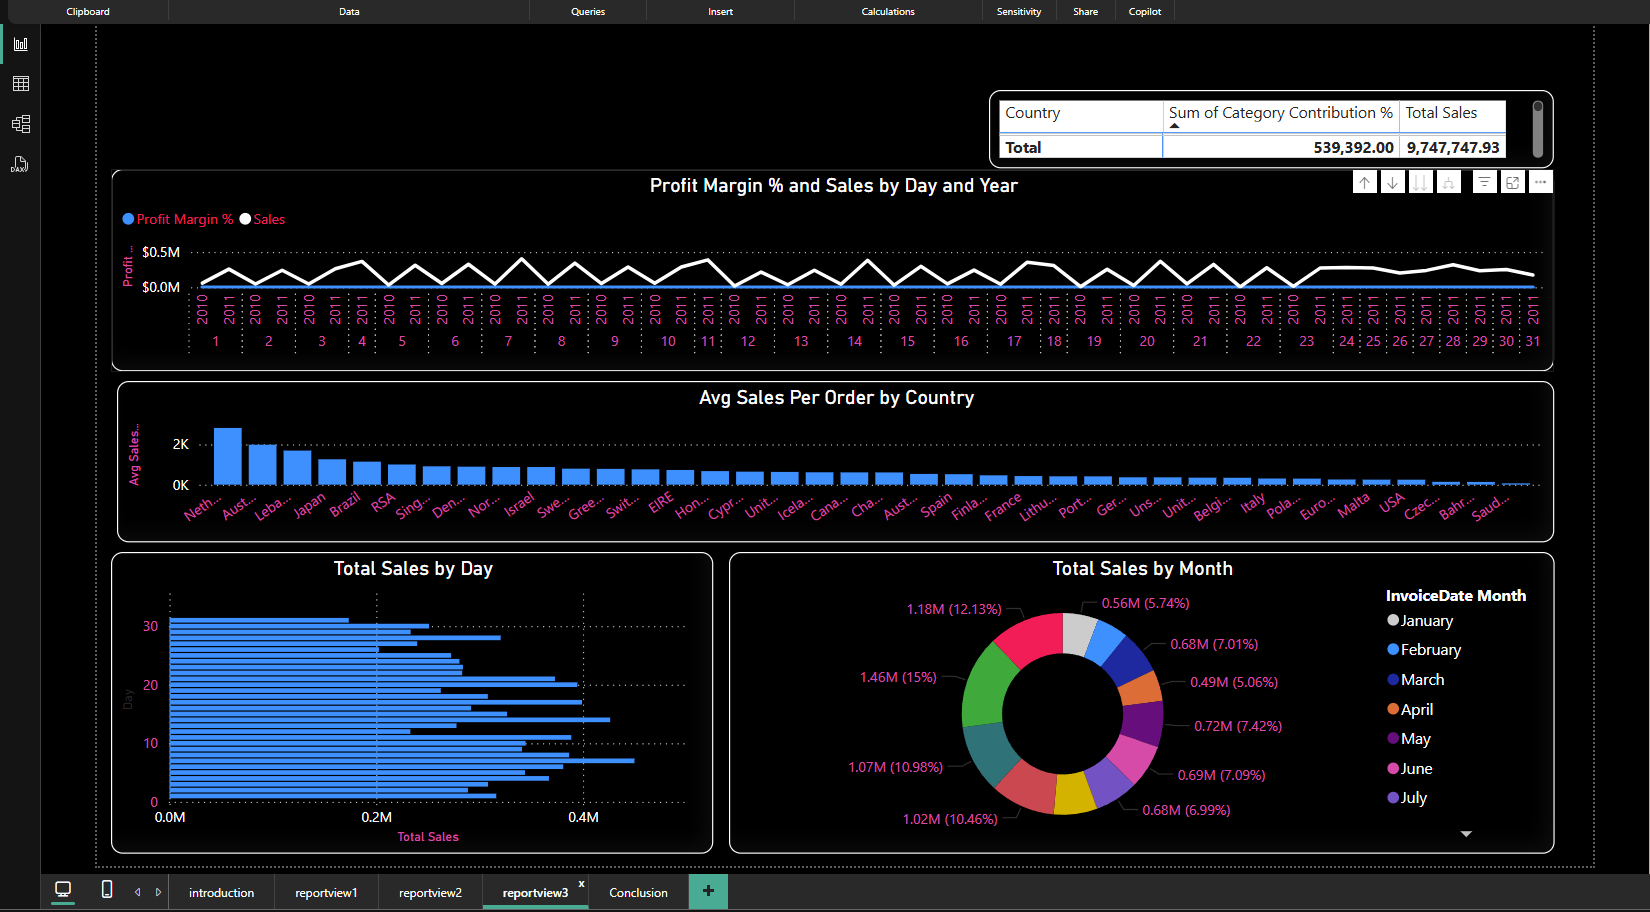 Clipboard Data Queries Insert Calculations Sensitivity Share Copilot
DAX
Country Sum of Category Contribution % Total Sales
Total 539,392.00 9,747,747.93
Profit Margin % and Sales by Day and Year
Profit Margin % Sales
Profit ...
$0.5M
$0.0M
2010 2011 2010 2011 2010 2011 2011 2010 2011 2010 2011 2010 2011 2010 2011 2010 2011 2010 2011 2011 2010 2011 2010 2011 2010 2011 2010 2011 2010 2011 2010 2011 2011 2010 2011 2010 2011 2010 2011 2010 2011 2010 2011 2011 2011 2011 2011 2011 2011 2011 2011
1 2 3 4 5 6 7 8 9 10 11 12 13 14 15 16 17 18 19 20 21 22 23 24 25 26 27 28 29 30 31
Avg Sales Per Order by Country
Avg Sales...
2K
0K
Neth... Aust... Leba... Japan Brazil RSA Sing... Den... Nor... Israel Swe... Gree... Swit... EIRE Hon... Cypr... Unit... Icela... Cana... Cha... Aust... Spain Finla... France Lithu... Port... Ger... Uns... Unit... Belgi... Italy Pola... Euro... Malta USA Czec... Bahr... Saud...
Total Sales by Day
Day
30
20
10
0
0.0M 0.2M 0.4M
Total Sales
Total Sales by Month
0.56M (5.74%)
0.68M (7.01%)
0.49M (5.06%)
0.72M (7.42%)
0.69M (7.09%)
0.68M (6.99%)
1.02M (10.46%)
1.07M (10.98%)
1.46M (15%)
1.18M (12.13%)
InvoiceDate Month
January
February
March
April
May
June
July
introduction reportview1 reportview2 reportview3 x Conclusion +